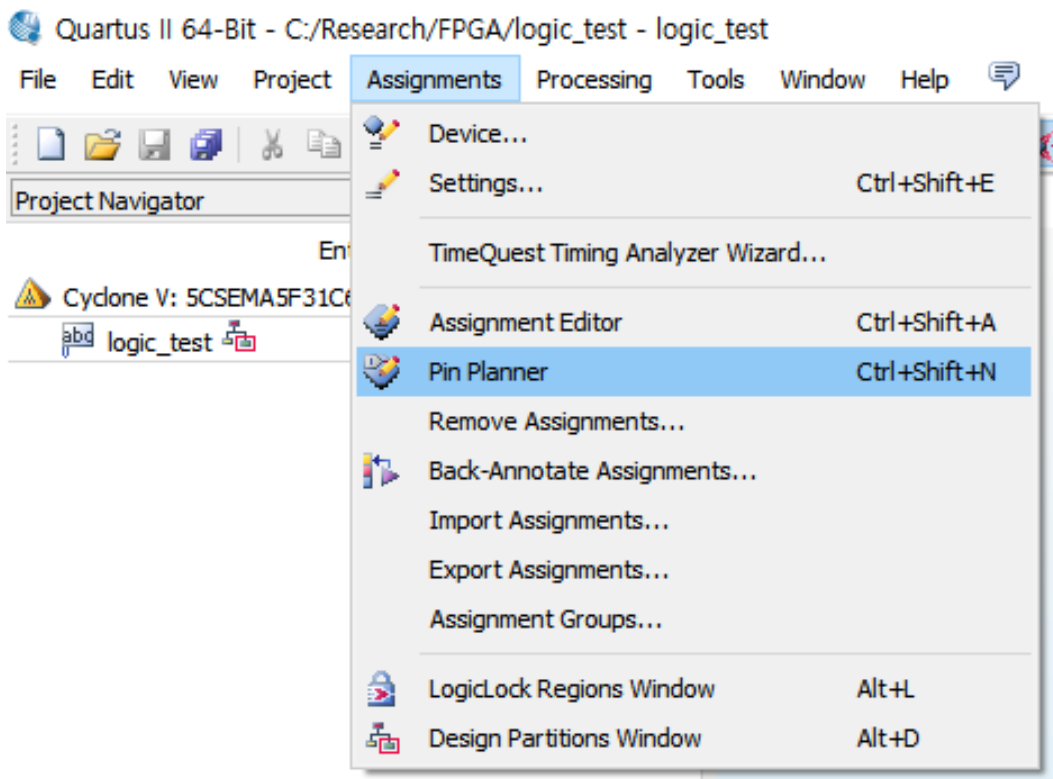 Quartus II 64-Bit - C:/Research/FPGA/logic_test - logic_test
File Edit View Project Assignments Processing Tools Window Help
Device...
Settings... Ctrl+Shift+E
Project Navigator
TimeQuest Timing Analyzer Wizard...
Cyclone V: 5CSEMA5F31C6
Assignment Editor Ctrl+Shift+A
abd logic_test
Pin Planner Ctrl+Shift+N
Remove Assignments...
Back-Annotate Assignments...
Import Assignments...
Export Assignments...
Assignment Groups...
LogicLock Regions Window Alt+L
Design Partitions Window Alt+D